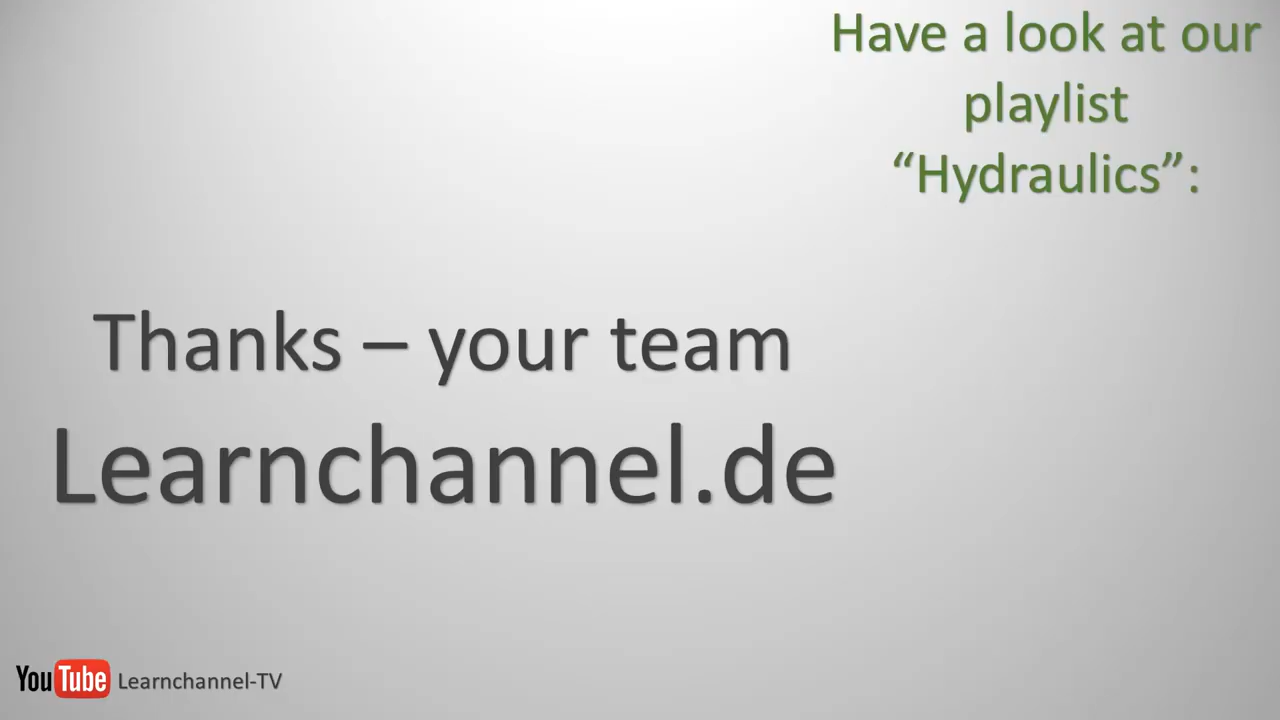 Have a look at our
playlist
“Hydraulics”:
Thanks – your team
Learnchannel.de
YouTube Learnchannel-TV